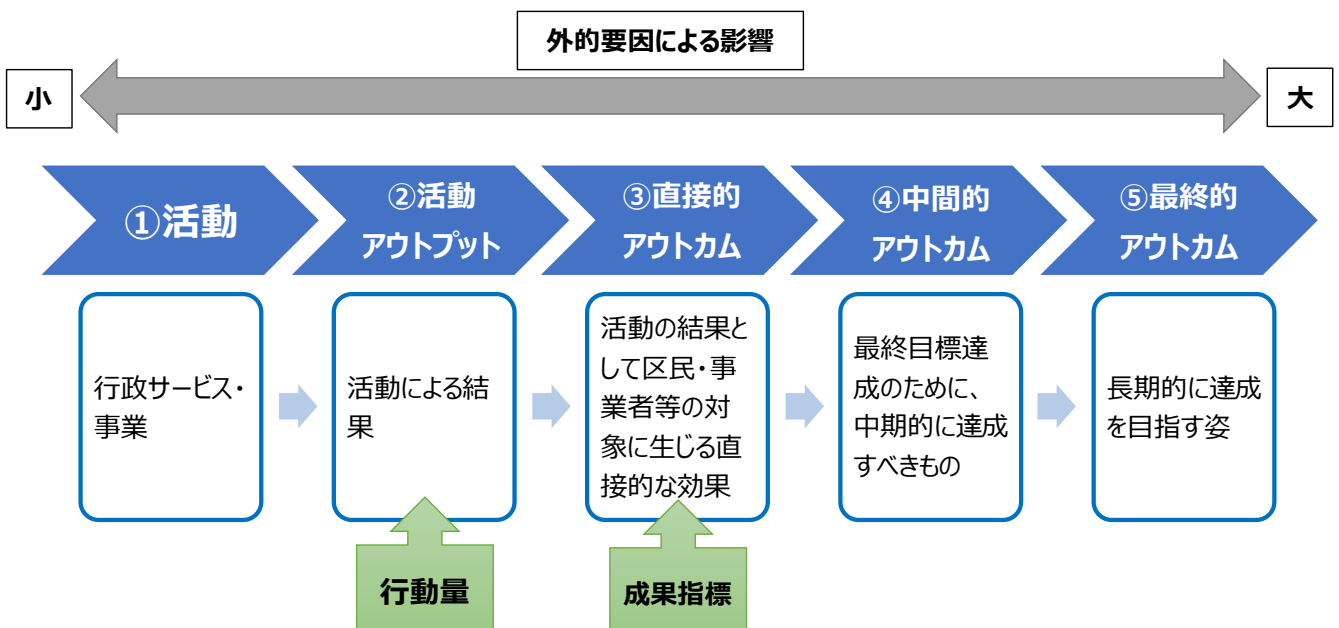 外的要因による影響
小
大
①活動
②活動
アウトプット
③直接的
アウトカム
④中間的
アウトカム
⑤最終的
アウトカム
行政サービス・
事業
活動による結
果
活動の結果と
して区民・事
業者等の対
象に生じる直
接的な効果
最終目標達
成のために、
中期的に達成
すべきもの
長期的に達成
を目指す姿
行動量
成果指標